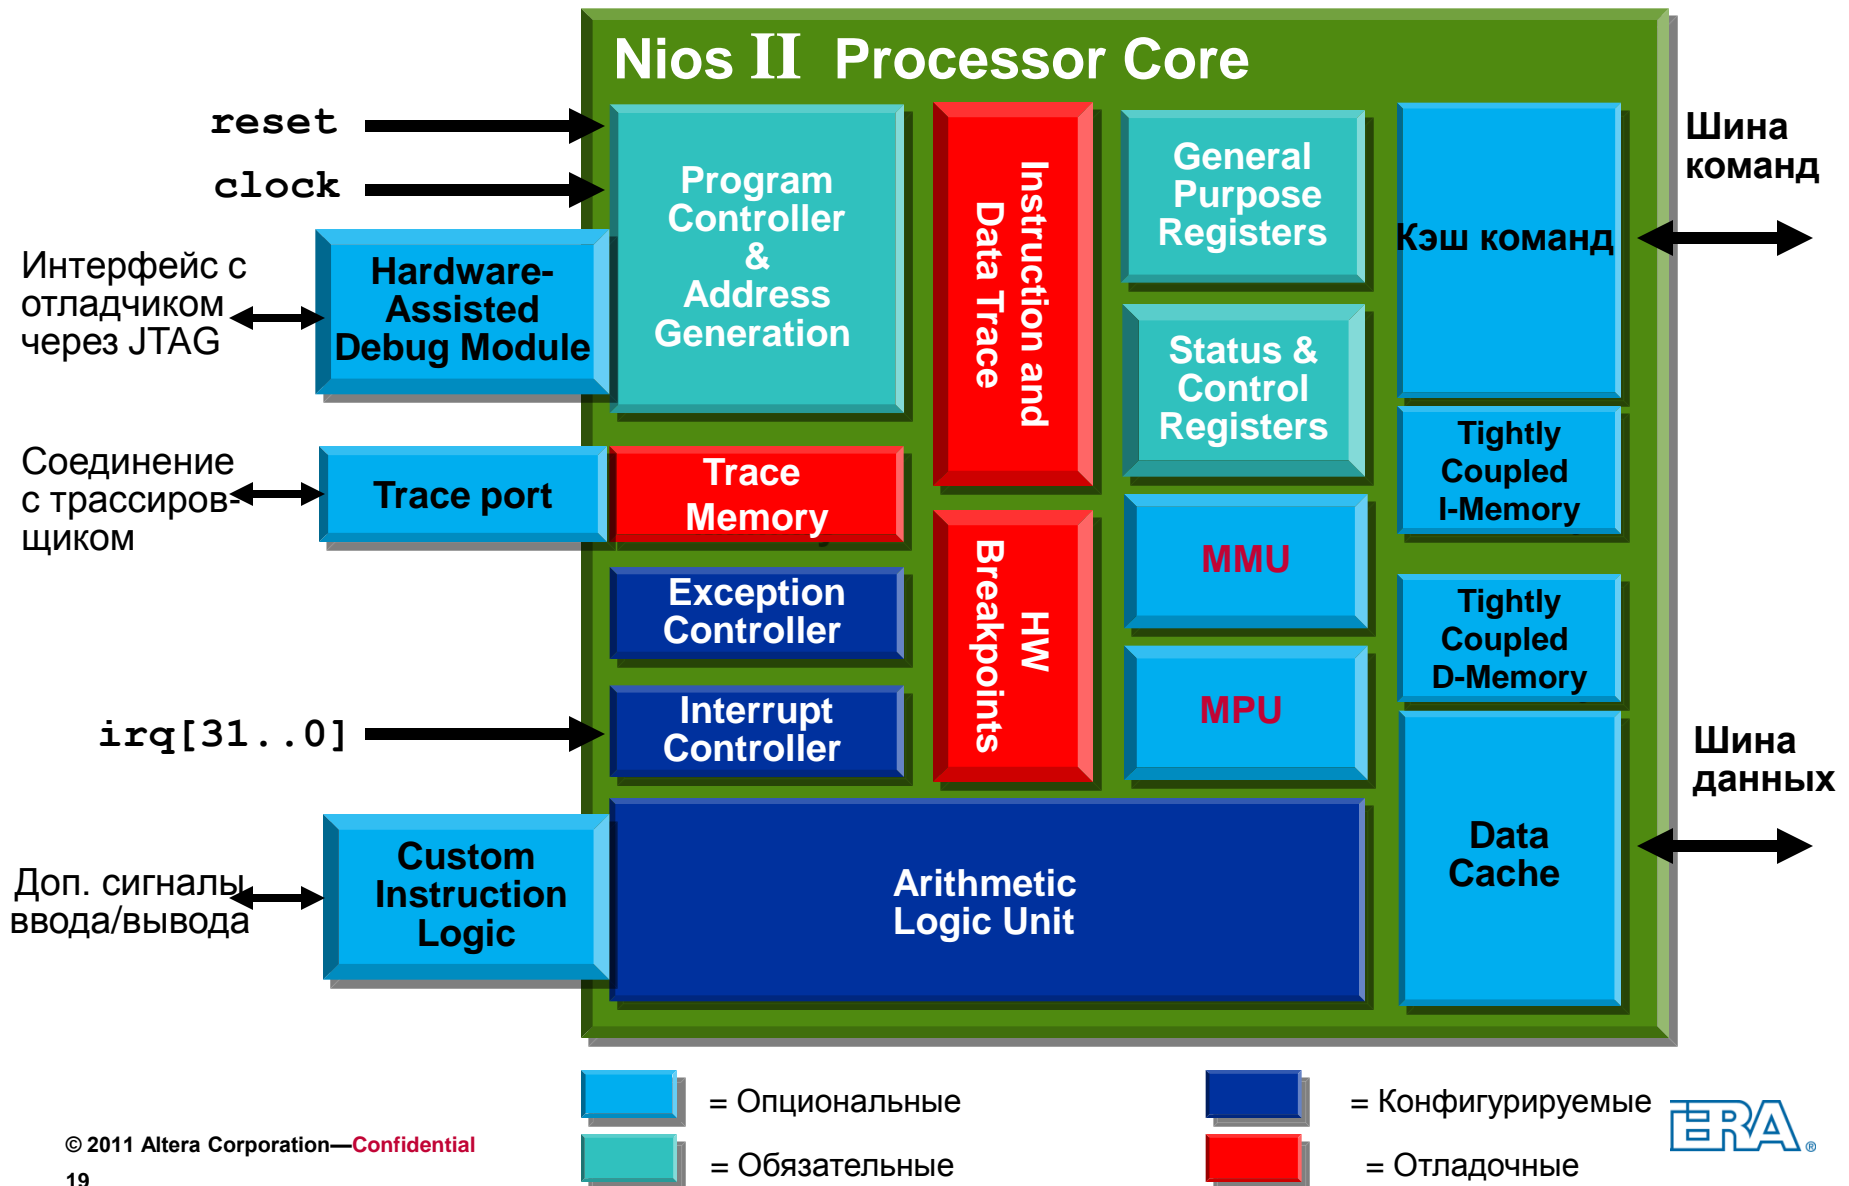 Nios II Processor Core
reset
clock
Интерфейс с
отладчиком
через JTAG
Hardware-
Assisted
Debug Module
Program
Controller
&
Address
Generation
Instruction and
Data Trace
General
Purpose
Registers
Status &
Control
Registers
Кэш команд
Шина
команд
Tightly
Coupled
I-Memory
Соединение
с трассиров-
щиком
Trace port
Trace
Memory
Exception
Controller
HW
Breakpoints
MMU
MPU
Tightly
Coupled
D-Memory
irq[31..0]
Interrupt
Controller
Шина
данных
Data
Cache
Доп. сигналы
ввода/вывода
Custom
Instruction
Logic
Arithmetic
Logic Unit
= Опциональные
= Конфигурируемые
= Обязательные
= Отладочные
© 2011 Altera Corporation—Confidential
19
ERA ®